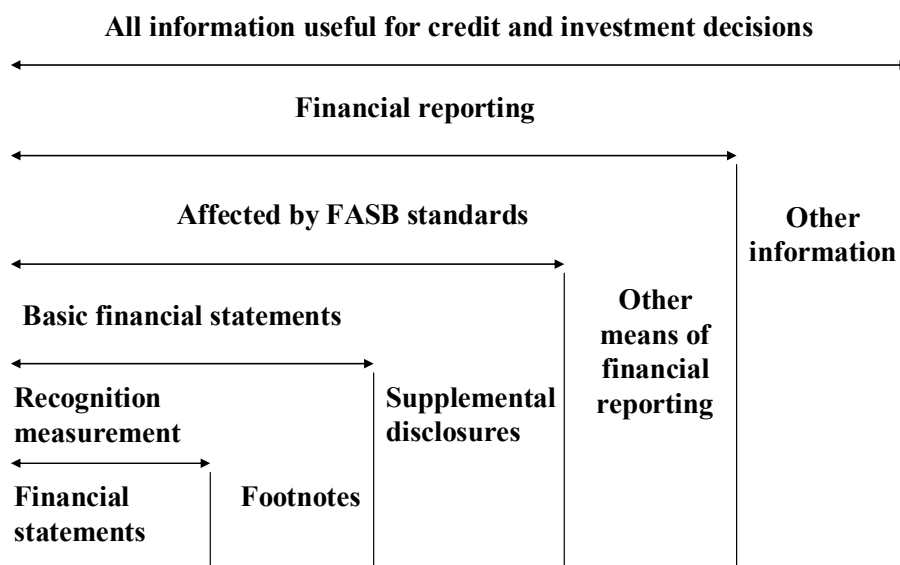 All information useful for credit and investment decisions
Financial reporting
Affected by FASB standards
Other
information
Basic financial statements
Other
means of
financial
reporting
Recognition
measurement
Supplemental
disclosures
Financial
statements
Footnotes